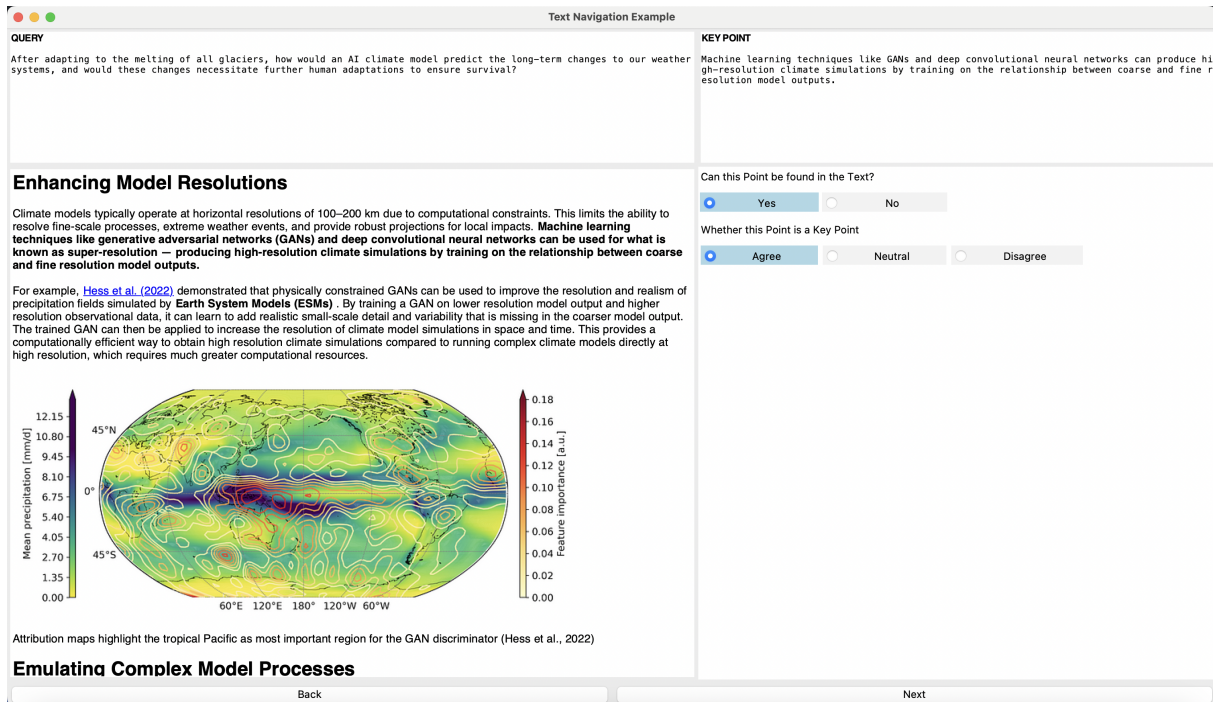 Text Navigation Example
QUERY
After adapting to the melting of all glaciers, how would an AI climate model predict the long-term changes to our weather
systems, and would these changes necessitate further human adaptations to ensure survival?
KEY POINT
Machine learning techniques like GANs and deep convolutional neural networks can produce hi
gh-resolution climate simulations by training on the relationship between coarse and fine r
esolution model outputs.
Enhancing Model Resolutions
Climate models typically operate at horizontal resolutions of 100–200 km due to computational constraints. This limits the ability to
resolve fine-scale processes, extreme weather events, and provide robust projections for local impacts. Machine learning
techniques like generative adversarial networks (GANs) and deep convolutional neural networks can be used for what is
known as super-resolution — producing high-resolution climate simulations by training on the relationship between coarse
and fine resolution model outputs.
For example, Hess et al. (2022) demonstrated that physically constrained GANs can be used to improve the resolution and realism of
precipitation fields simulated by Earth System Models (ESMs) . By training a GAN on lower resolution model output and higher
resolution observational data, it can learn to add realistic small-scale detail and variability that is missing in the coarser model output.
The trained GAN can then be applied to increase the resolution of climate model simulations in space and time. This provides a
computationally efficient way to obtain high resolution climate simulations compared to running complex climate models directly at
high resolution, which requires much greater computational resources.
Mean precipitation [mm/d]
12.15
10.80
9.45
8.10
6.75
5.40
4.05
2.70
1.35
0.00
45°N
0°
45°S
60°E 120°E 180° 120°W 60°W
0.18
0.16
0.14
0.12
0.10
0.08
0.06
0.04
0.02
0.00
Feature importance [a.u.]
Attribution maps highlight the tropical Pacific as most important region for the GAN discriminator (Hess et al., 2022)
Emulating Complex Model Processes
Can this Point be found in the Text?
Yes
No
Whether this Point is a Key Point
Agree
Neutral
Disagree
Back
Next